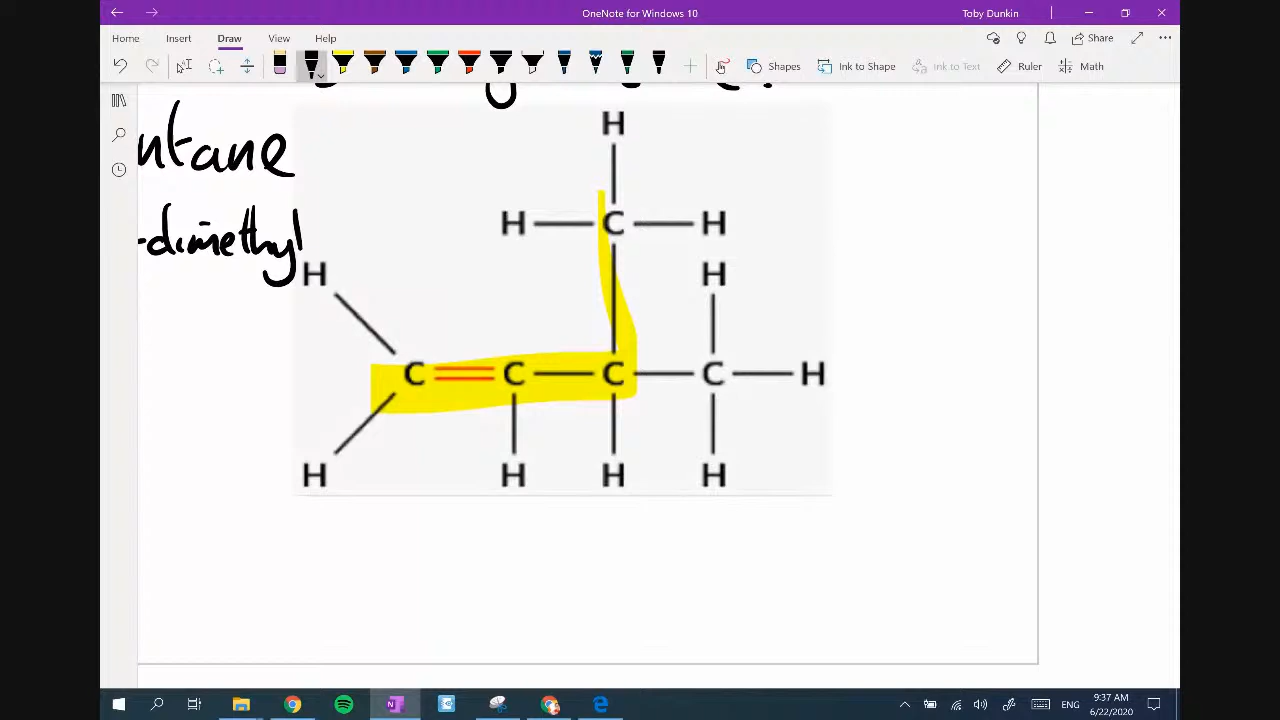 OneNote for Windows 10
Toby Dunkin
Home Insert Draw View Help
Share
Shapes Ink to Shape Ink to Text Ruler Math
ntane
-dimethyl
H
H C H
H H
C C C C H
H H H H
9:37 AM
ENG
6/22/2020